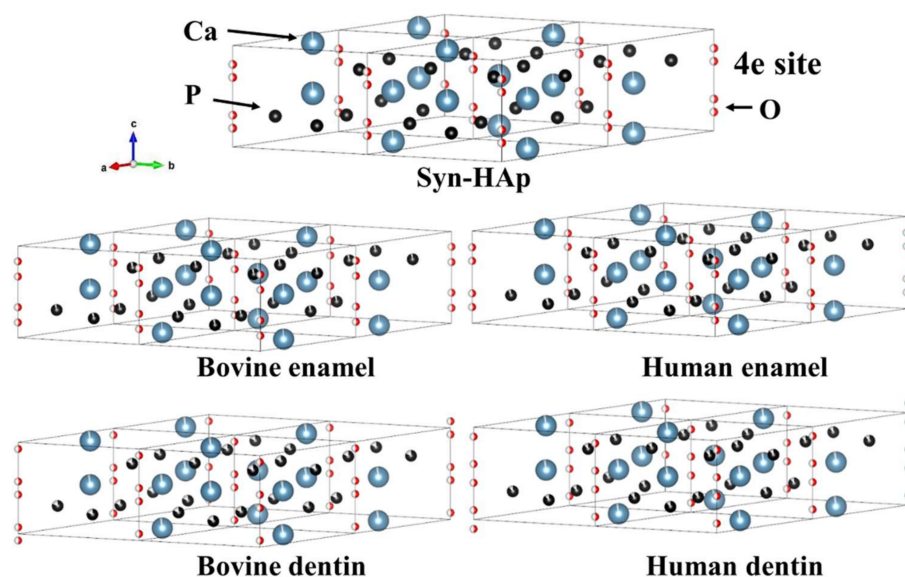 Ca
4e site
P
O
c
a
b
Syn-HAp
Bovine enamel
Human enamel
Bovine dentin
Human dentin